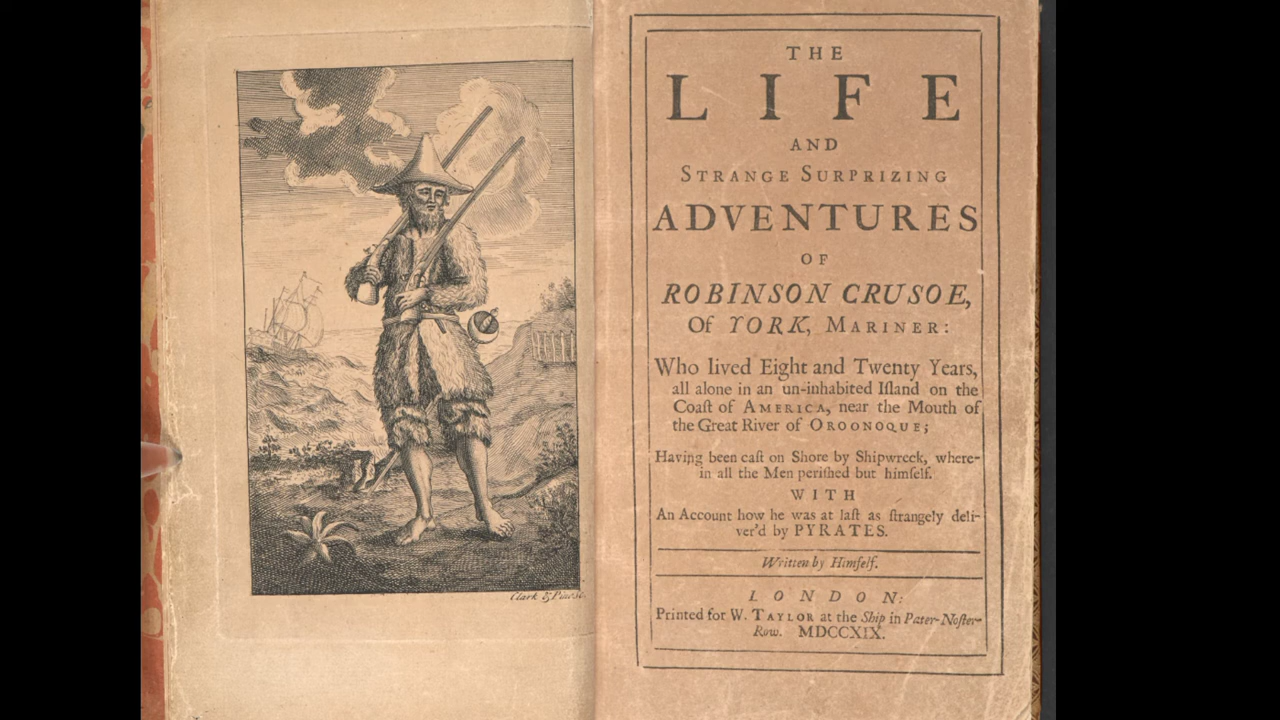 Clark & Pine Sc.
THE
LIFE
AND
STRANGE SURPRIZING
ADVENTURES
OF
ROBINSON CRUSOE,
Of YORK, MARINER:
Who lived Eight and Twenty Years,
all alone in an un-inhabited Iſland on the
Coaſt of AMERICA, near the Mouth of
the Great River of OROONOQUE;
Having been caſt on Shore by Shipwreck, where-
in all the Men periſhed but himſelf.
WITH
An Account how he was at laſt as ſtrangely deli-
ver'd by PYRATES.
Written by Himſelf.
LONDON:
Printed for W. TAYLOR at the Ship in Pater-Noſter-
Row. MDCCXIX.